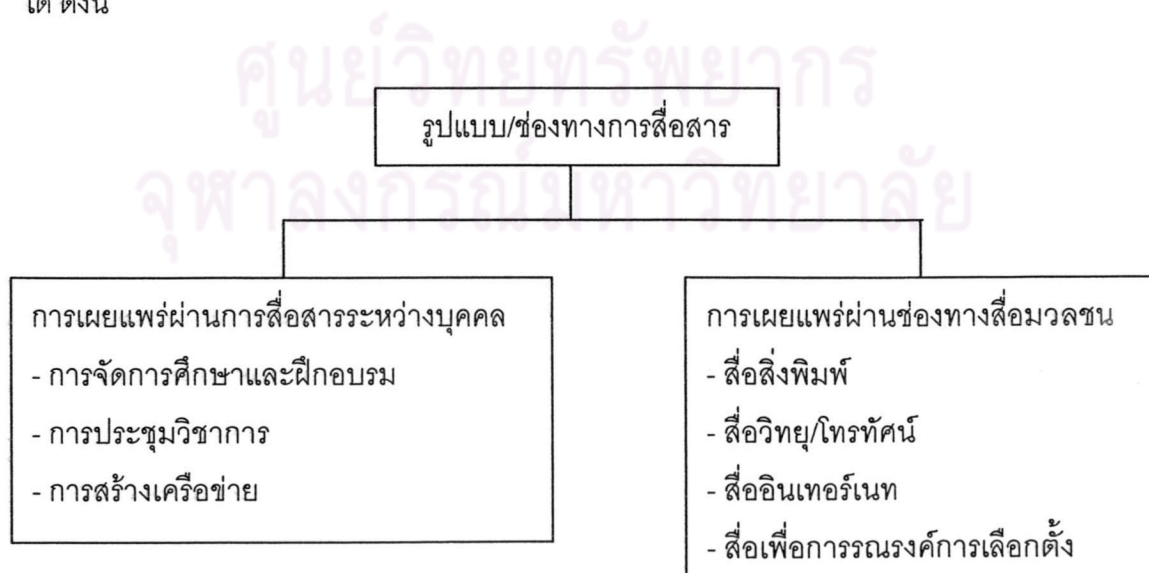 ได้ ดังนี้
ศูนย์วิทยทรัพยากร
จุฬาลงกรณ์มหาวิทยาลัย
รูปแบบ/ช่องทางการสื่อสาร
การเผยแพร่ผ่านการสื่อสารระหว่างบุคคล
- การจัดการศึกษาและฝึกอบรม
- การประชุมวิชาการ
- การสร้างเครือข่าย
การเผยแพร่ผ่านช่องทางสื่อมวลชน
- สื่อสิ่งพิมพ์
- สื่อวิทยุ/โทรทัศน์
- สื่ออินเทอร์เนท
- สื่อเพื่อการรณรงค์การเลือกตั้ง